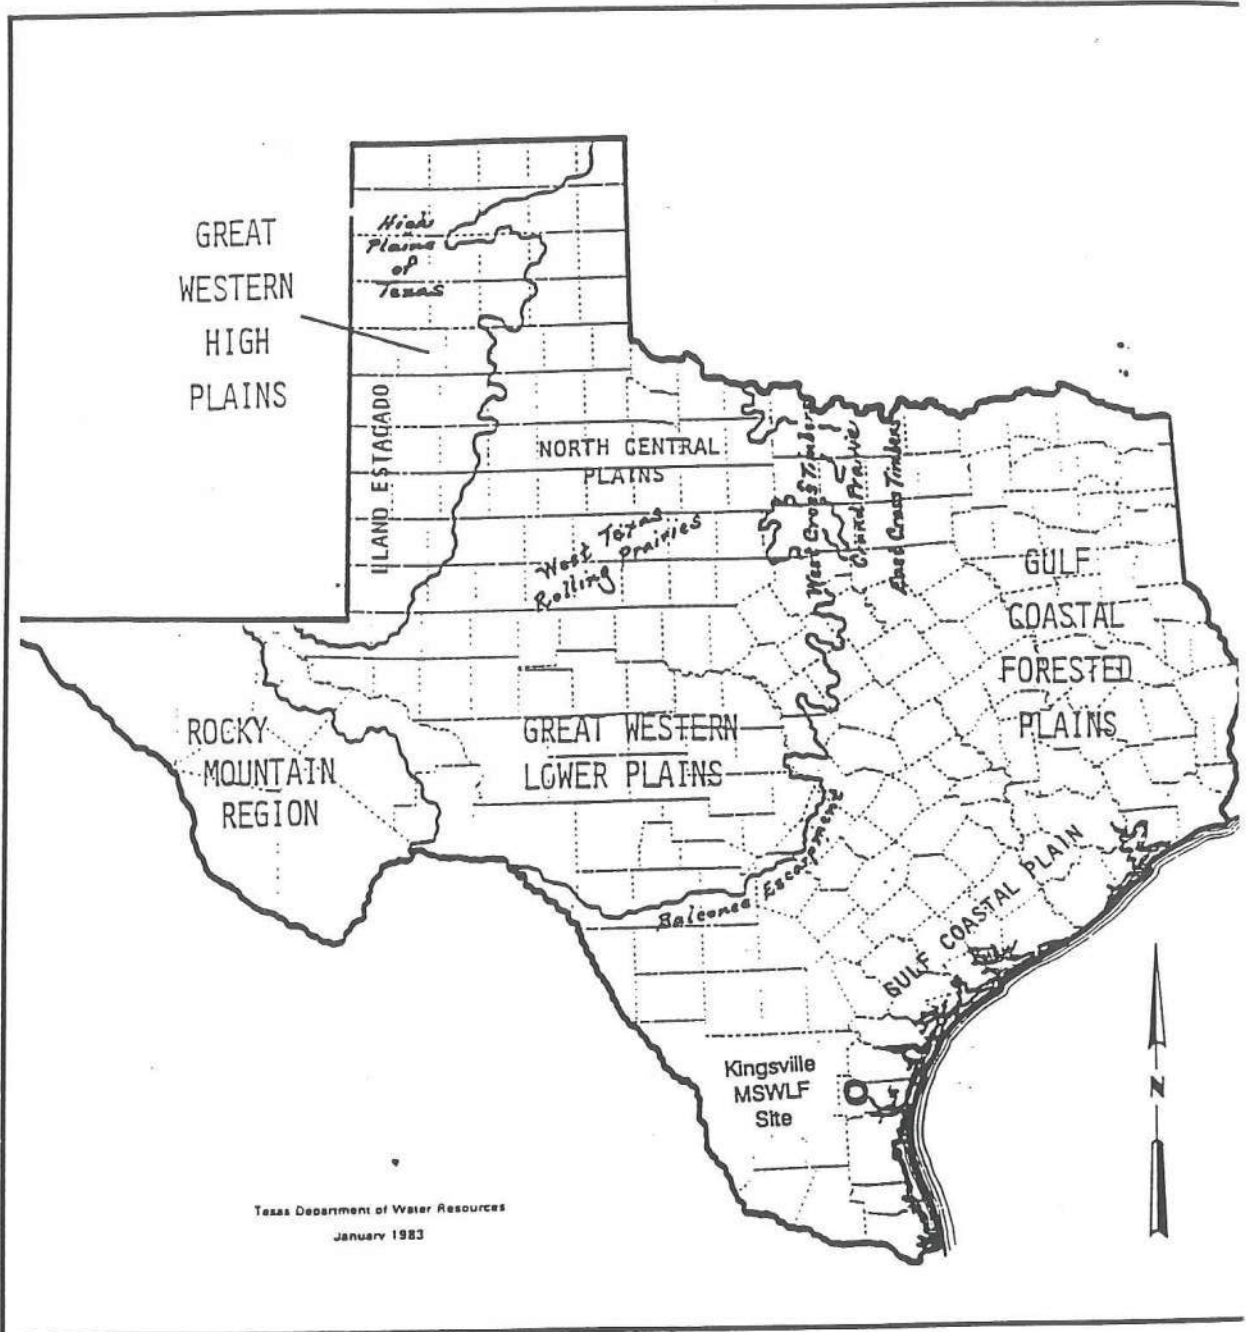 GREAT
WESTERN
HIGH
PLAINS
High
Plains
of
Texas
LLAND ESTACADO
NORTH CENTRAL
PLAINS
West Texas
Rolling Prairies
West Cross Timbers
Grand Prairie
East Cross Timbers
GULF
COASTAL
FORESTED
PLAINS
ROCKY
MOUNTAIN
REGION
GREAT WESTERN
LOWER PLAINS
Balcones Escarpment
GULF COASTAL PLAIN
Kingsville
MSWLF
Site
N
Texas Department of Water Resources
January 1983